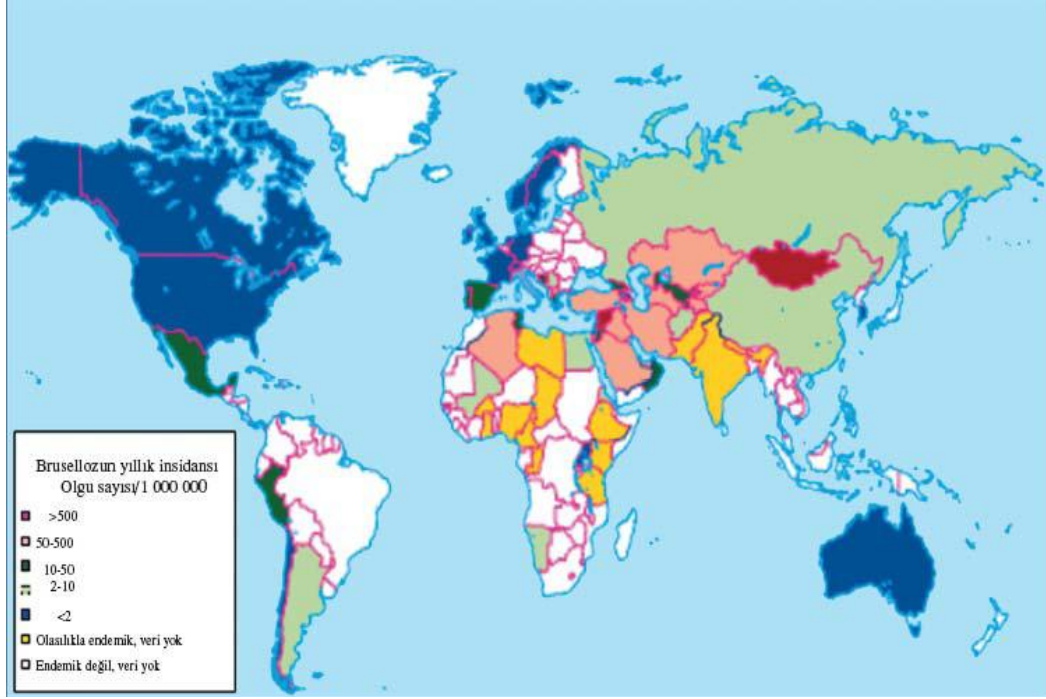 Brusellozun yıllık insidansı
Olgu sayısı/1 000 000
>500
50-500
10-50
2-10
<2
Olasılıkla endemik, veri yok
Endemik değil, veri yok